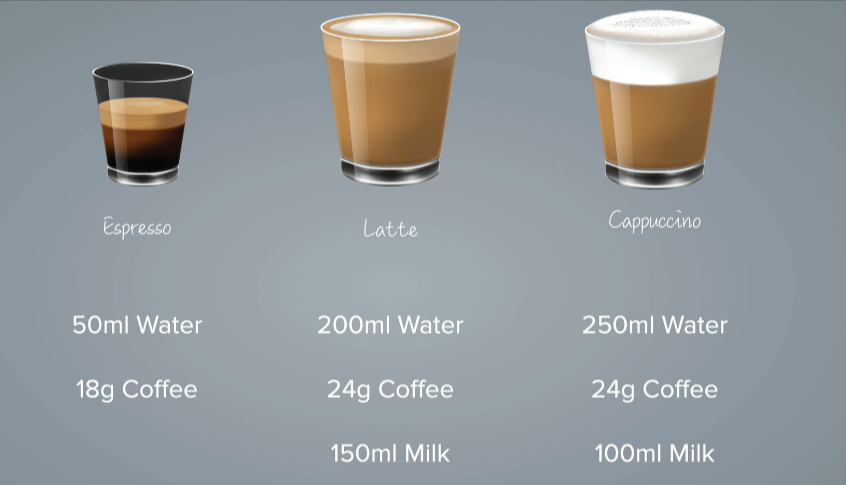 Espresso
Latte
Cappuccino
50ml Water
200ml Water
250ml Water
18g Coffee
24g Coffee
24g Coffee
150ml Milk
100ml Milk